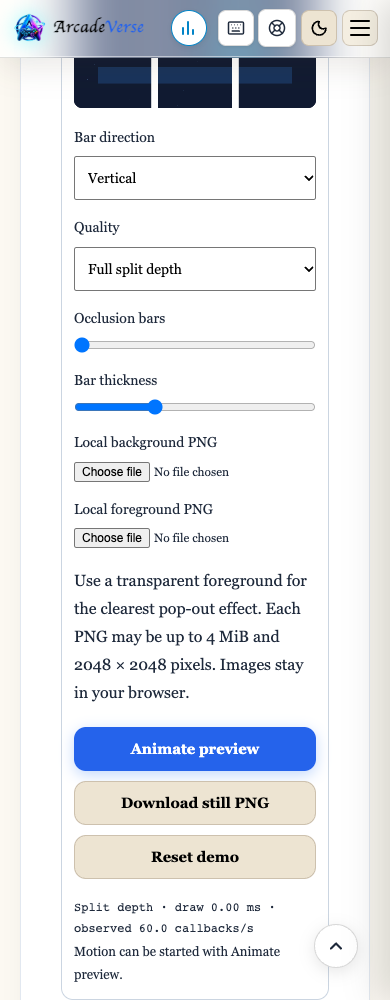 ArcadeVerse
Bar direction
Vertical
Quality
Full split depth
Occlusion bars
Bar thickness
Local background PNG
Choose file No file chosen
Local foreground PNG
Choose file No file chosen
Use a transparent foreground for
the clearest pop-out effect. Each
PNG may be up to 4 MiB and
2048 × 2048 pixels. Images stay
in your browser.
Animate preview
Download still PNG
Reset demo
Split depth · draw 0.00 ms ·
observed 60.0 callbacks/s
Motion can be started with Animate
preview.